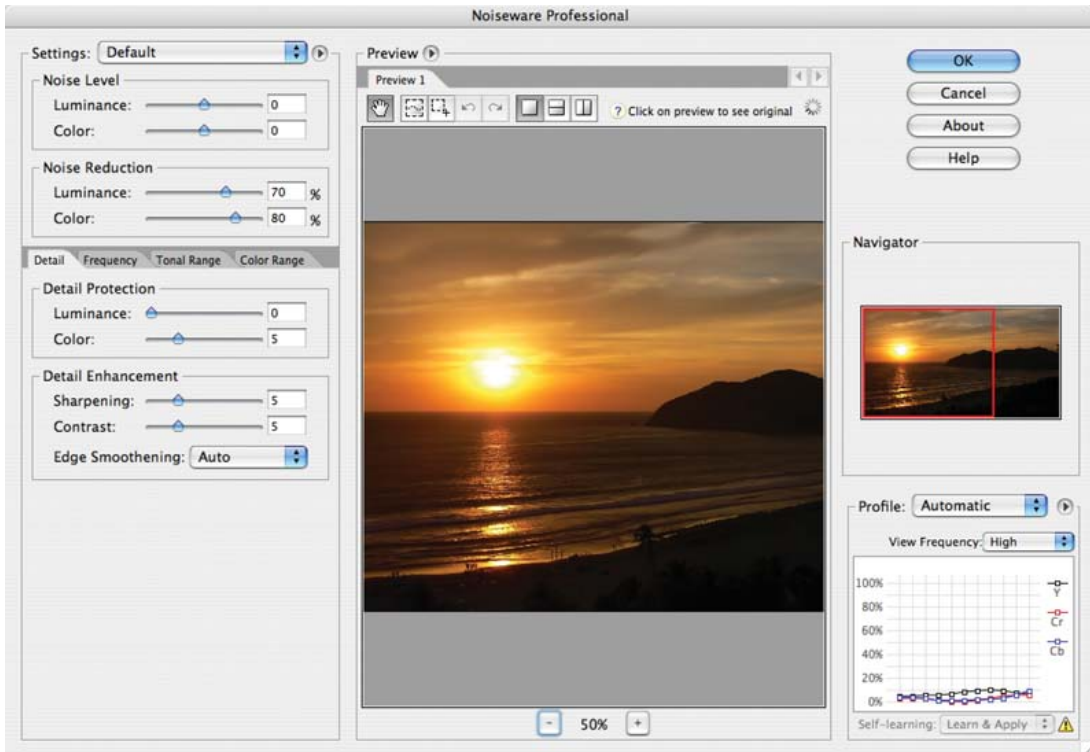 Noiseware Professional
Settings: Default
Noise Level
Luminance: 0
Color: 0
Noise Reduction
Luminance: 70 %
Color: 80 %
Detail Frequency Tonal Range Color Range
Detail Protection
Luminance: 0
Color: 5
Detail Enhancement
Sharpening: 5
Contrast: 5
Edge Smoothening: Auto
Preview
Preview 1
? Click on preview to see original
- 50% +
OK
Cancel
About
Help
Navigator
Profile: Automatic
View Frequency: High
100%
80%
60%
40%
20%
0%
Y
Cr
Cb
Self-learning: Learn & Apply